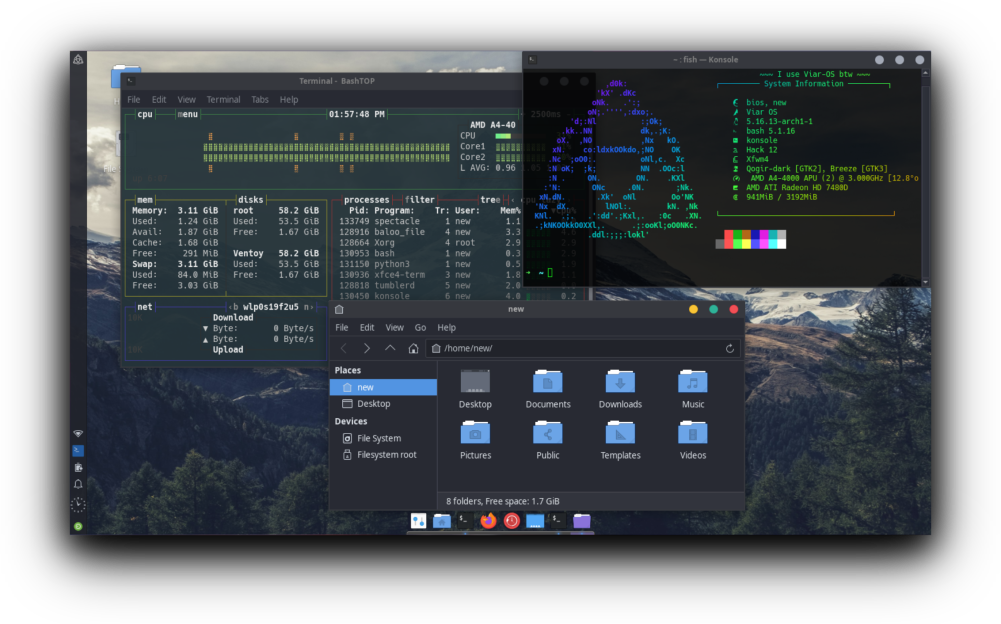 Terminal - BashTOP
File Edit View Terminal Tabs Help
cpu menu 01:57:48 PM 2500ms
AMD A4-40
CPU
Core1
Core2
L AVG: 0.96
mem disks
Memory: 3.11 GiB root 58.2 GiB
Used: 1.24 GiB Used: 53.5 GiB
Avail: 1.87 GiB Free: 1.67 GiB
Cache: 1.68 GiB
Free: 291 MiB Ventoy 58.2 GiB
Swap: 3.11 GiB Used: 53.5 GiB
Used: 84.0 MiB Free: 1.67 GiB
Free: 3.03 GiB
processes filter tree
Pid: Program: Tr: User: Mem%
133749 spectacle 1 new 1.1
128916 baloo_file 4 new 3.3
128664 Xorg 4 root 2.9
130953 bash 1 new 0.3
131150 python3 1 new 0.5
130936 xfce4-term 3 new 1.8
128818 tumblerd 5 new 2.0
130450 konsole 6 new 4.0 0.2
net ‹b wlp0s19f2u5 n›
Download
▼ Byte: 0 Byte/s
▲ Byte: 0 Byte/s
Upload
~ : fish — Konsole
~~~ I use Viar-OS btw ~~~
System Information
bios, new
Viar OS
5.16.13-arch1-1
bash 5.1.16
konsole
Hack 12
Xfwm4
Qogir-dark [GTK2], Breeze [GTK3]
AMD A4-4000 APU (2) @ 3.000GHz [12.8°
AMD ATI Radeon HD 7480D
941MiB / 3192MiB
new
File Edit View Go Help
/home/new/
Places
new
Desktop
Devices
File System
Filesystem root
Desktop Documents Downloads Music
Pictures Public Templates Videos
8 folders, Free space: 1.7 GiB